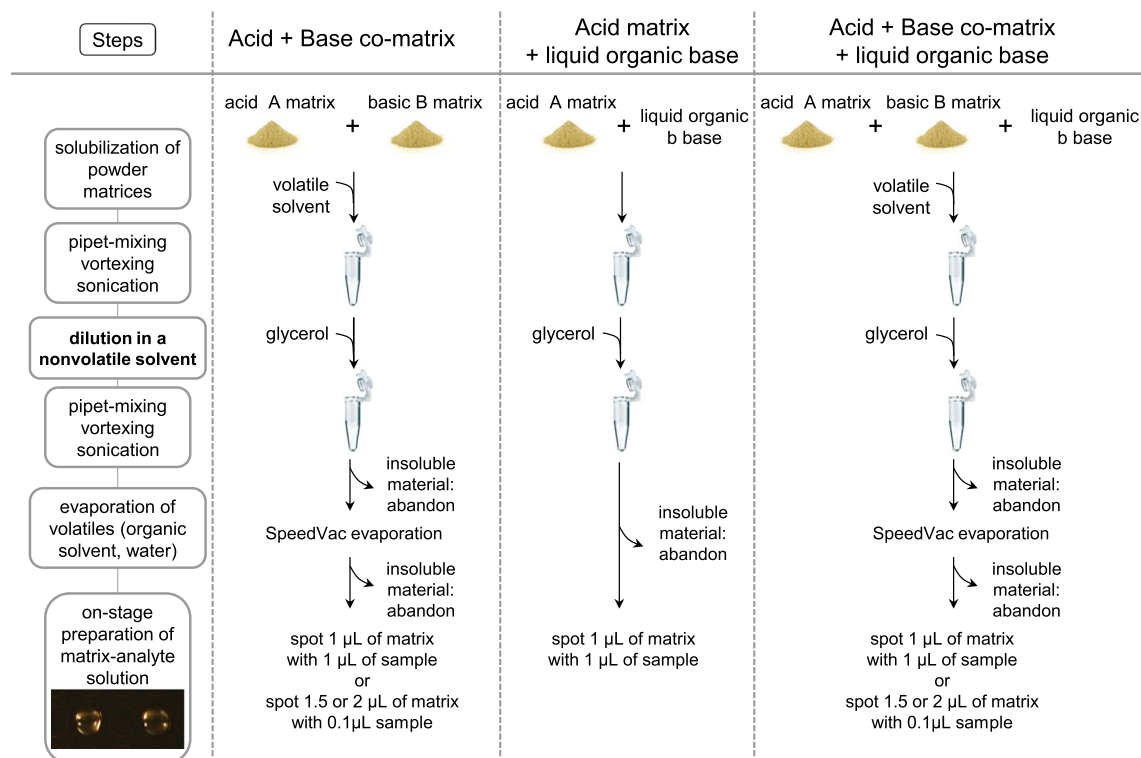 Steps
Acid + Base co-matrix
Acid matrix
+ liquid organic base
Acid + Base co-matrix
+ liquid organic base
solubilization of
powder
matrices
pipet-mixing
vortexing
sonication
dilution in a
nonvolatile solvent
pipet-mixing
vortexing
sonication
evaporation of
volatiles (organic
solvent, water)
on-stage
preparation of
matrix-analyte
solution
acid A matrix
basic B matrix
+
volatile
solvent
glycerol
insoluble
material:
abandon
SpeedVac evaporation
insoluble
material:
abandon
spot 1 µL of matrix
with 1 µL of sample
or
spot 1.5 or 2 µL of matrix
with 0.1µL sample
acid A matrix
+
liquid organic
b base
glycerol
insoluble
material:
abandon
spot 1 µL of matrix
with 1 µL of sample
acid A matrix
basic B matrix
+
+
liquid organic
b base
volatile
solvent
glycerol
insoluble
material:
abandon
SpeedVac evaporation
insoluble
material:
abandon
spot 1 µL of matrix
with 1 µL of sample
or
spot 1.5 or 2 µL of matrix
with 0.1µL sample